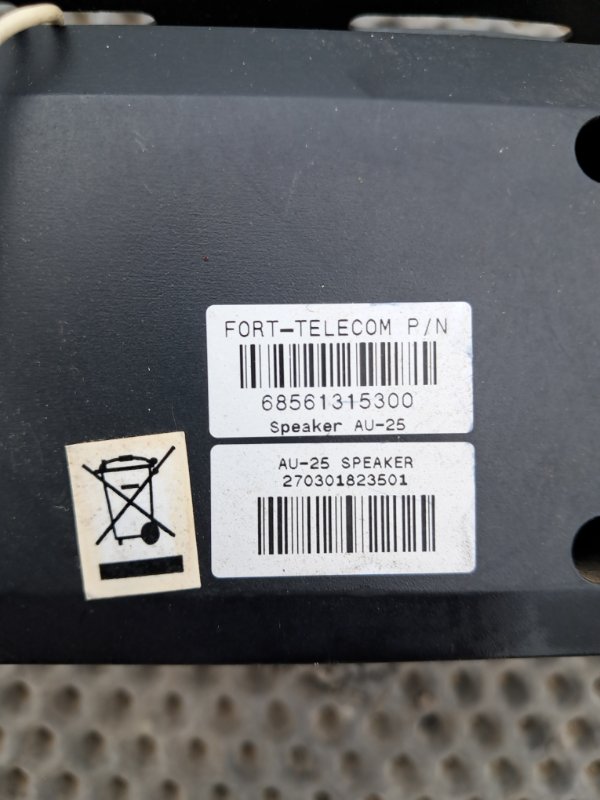 FORT-TELECOM P/N
68561315300
Speaker AU-25
AU-25 SPEAKER
270301823501